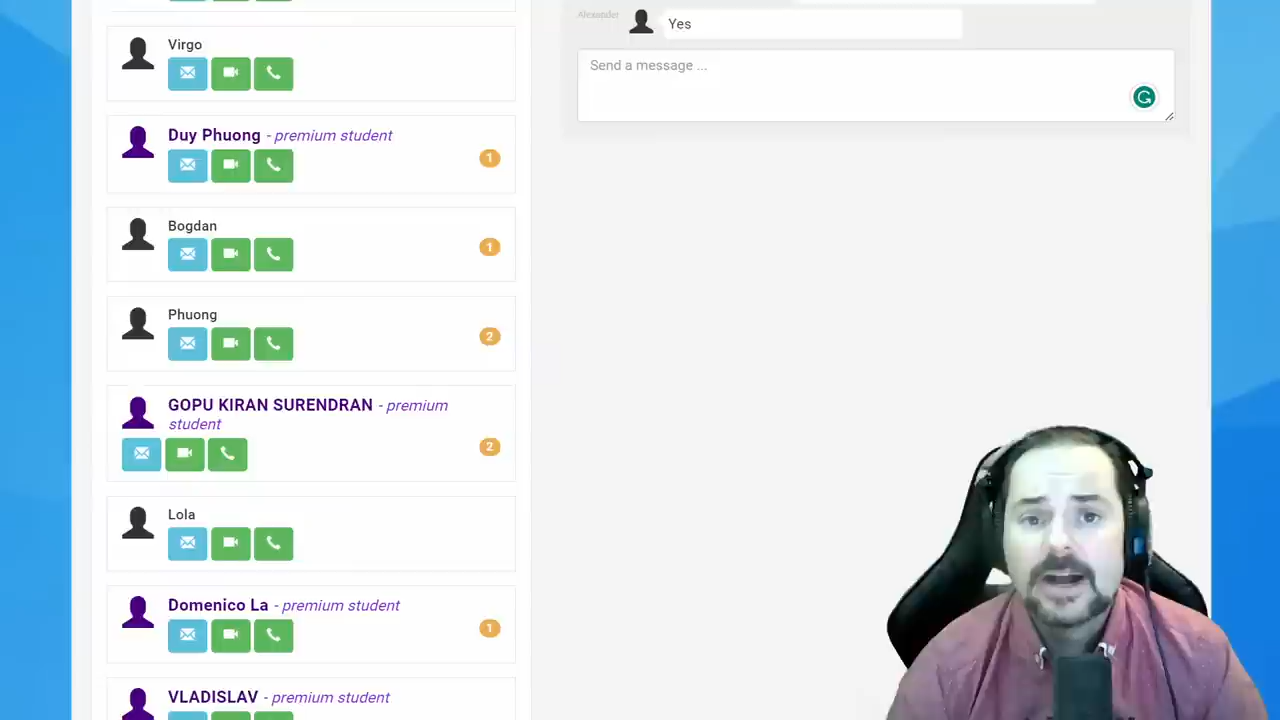 Virgo
Duy Phuong - premium student
1
Bogdan
1
Phuong
2
GOPU KIRAN SURENDRAN - premium
student
2
Lola
Domenico La - premium student
1
VLADISLAV - premium student
Alexander
Yes
Send a message ...